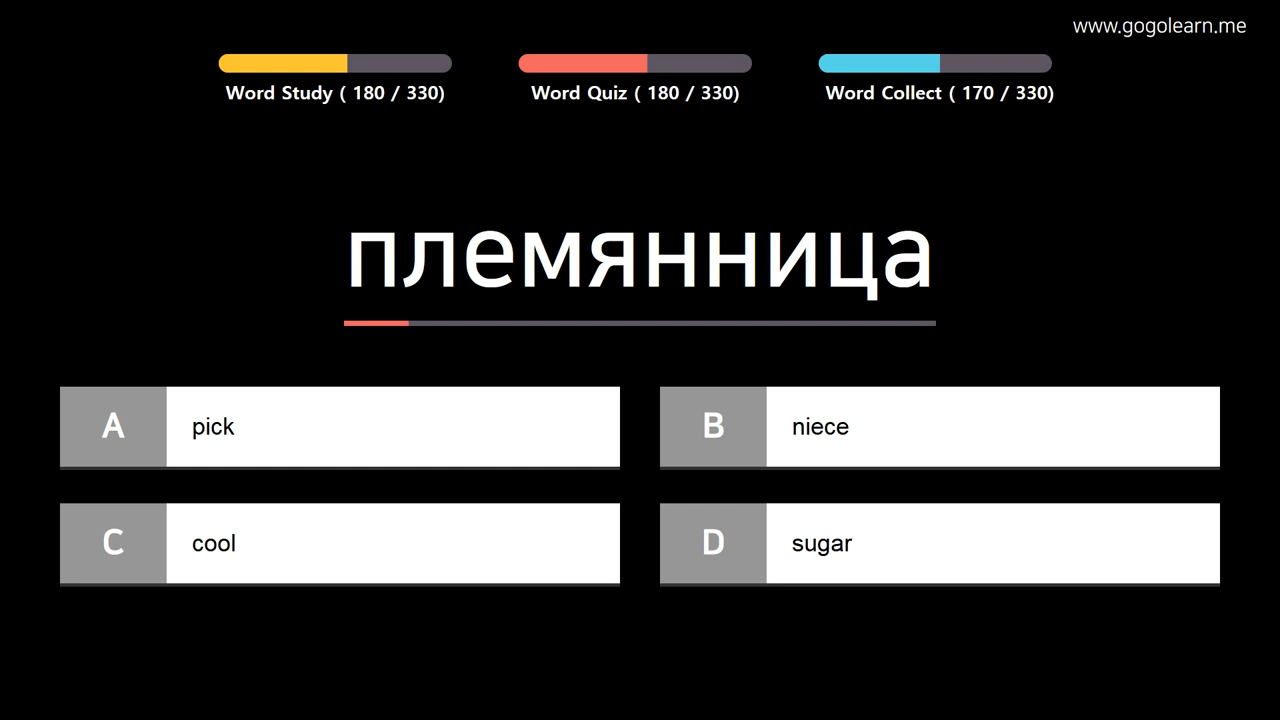 www.gogolearn.me
Word Study ( 180 / 330)
Word Quiz ( 180 / 330)
Word Collect ( 170 / 330)
племянница
A pick
B niece
C cool
D sugar